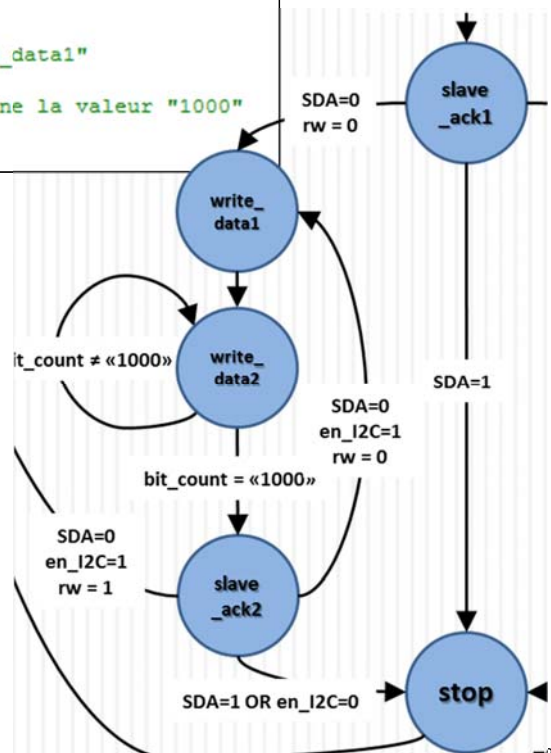 _data1"
ne la valeur "1000"
slave
_ack1
SDA=0
rw = 0
write_
data1
write_
data2
it_count ≠ «1000»
SDA=1
SDA=0
en_I2C=1
rw = 0
bit_count = «1000»
SDA=0
en_I2C=1
rw = 1
slave
_ack2
stop
SDA=1 OR en_I2C=0